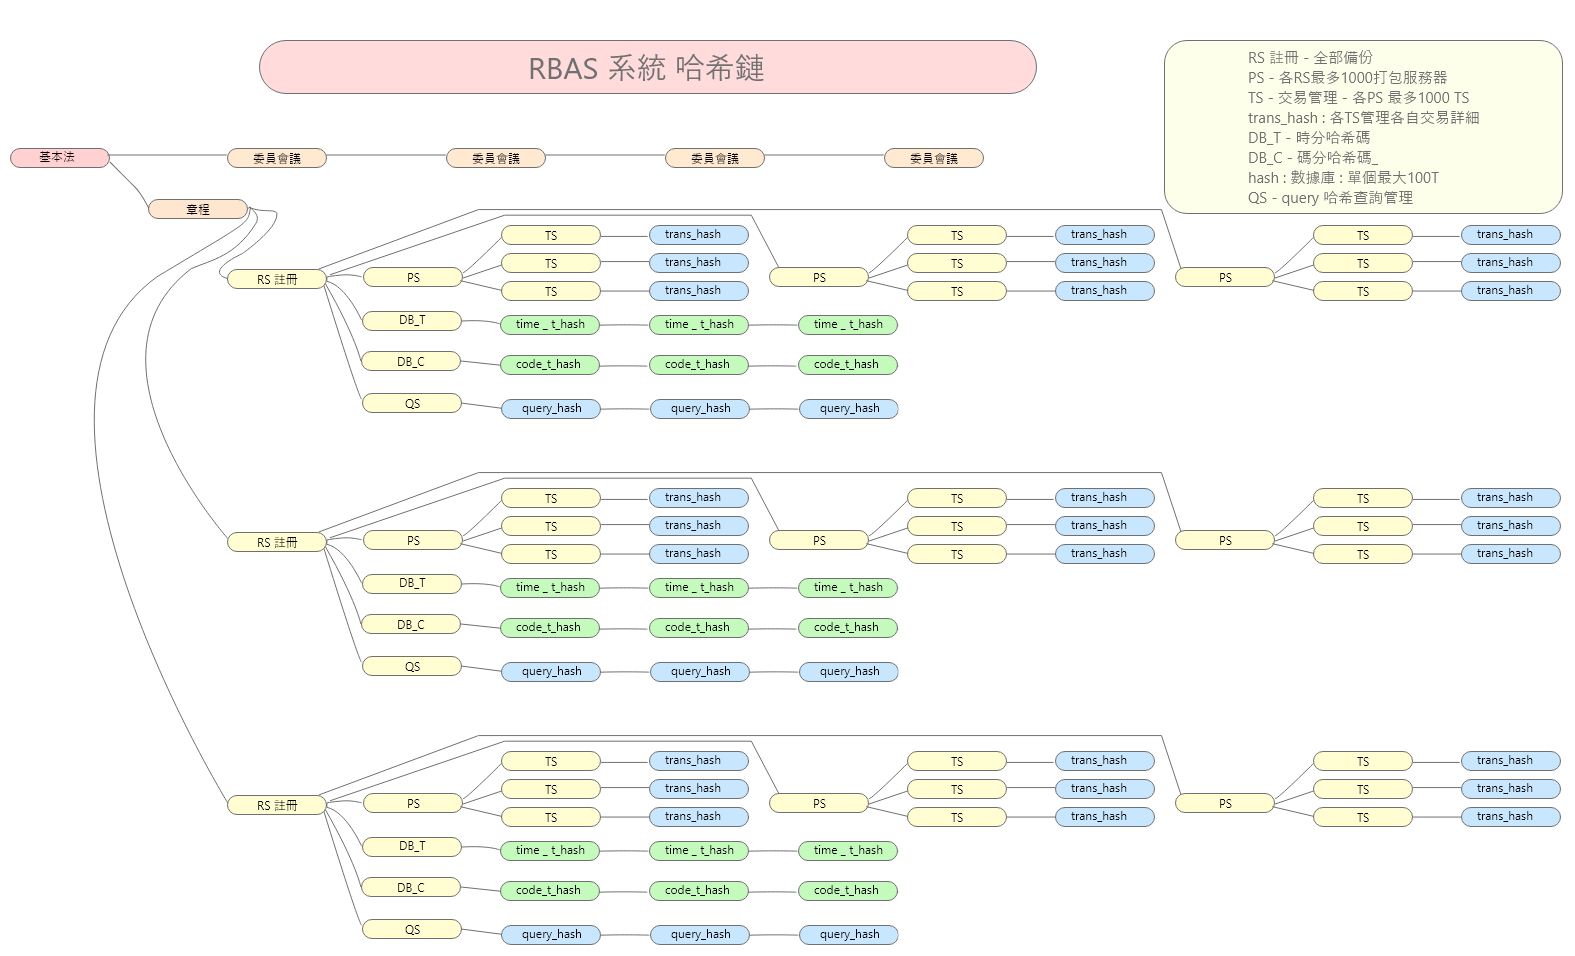 RBAS 系統 哈希鏈
RS 註冊 - 全部備份
PS - 各RS最多1000打包服務器
TS - 交易管理 - 各PS 最多1000 TS
trans_hash : 各TS管理各自交易詳細
DB_T - 時分哈希碼
DB_C - 碼分哈希碼_
hash : 數據庫 : 單個最大100T
QS - query 哈希查詢管理
基本法 委員會議 委員會議 委員會議 委員會議
章程
TS trans_hash TS trans_hash TS trans_hash
TS trans_hash TS trans_hash TS trans_hash
RS 註冊 PS PS PS
TS trans_hash TS trans_hash TS trans_hash
DB_T time _ t_hash time _ t_hash time _ t_hash
DB_C code_t_hash code_t_hash code_t_hash
QS query_hash query_hash query_hash
TS trans_hash TS trans_hash TS trans_hash
TS trans_hash TS trans_hash TS trans_hash
RS 註冊 PS PS PS
TS trans_hash TS trans_hash TS trans_hash
DB_T time _ t_hash time _ t_hash time _ t_hash
DB_C code_t_hash code_t_hash code_t_hash
QS query_hash query_hash query_hash
TS trans_hash TS trans_hash TS trans_hash
TS trans_hash TS trans_hash TS trans_hash
RS 註冊 PS PS PS
TS trans_hash TS trans_hash TS trans_hash
DB_T time _ t_hash time _ t_hash time _ t_hash
DB_C code_t_hash code_t_hash code_t_hash
QS query_hash query_hash query_hash